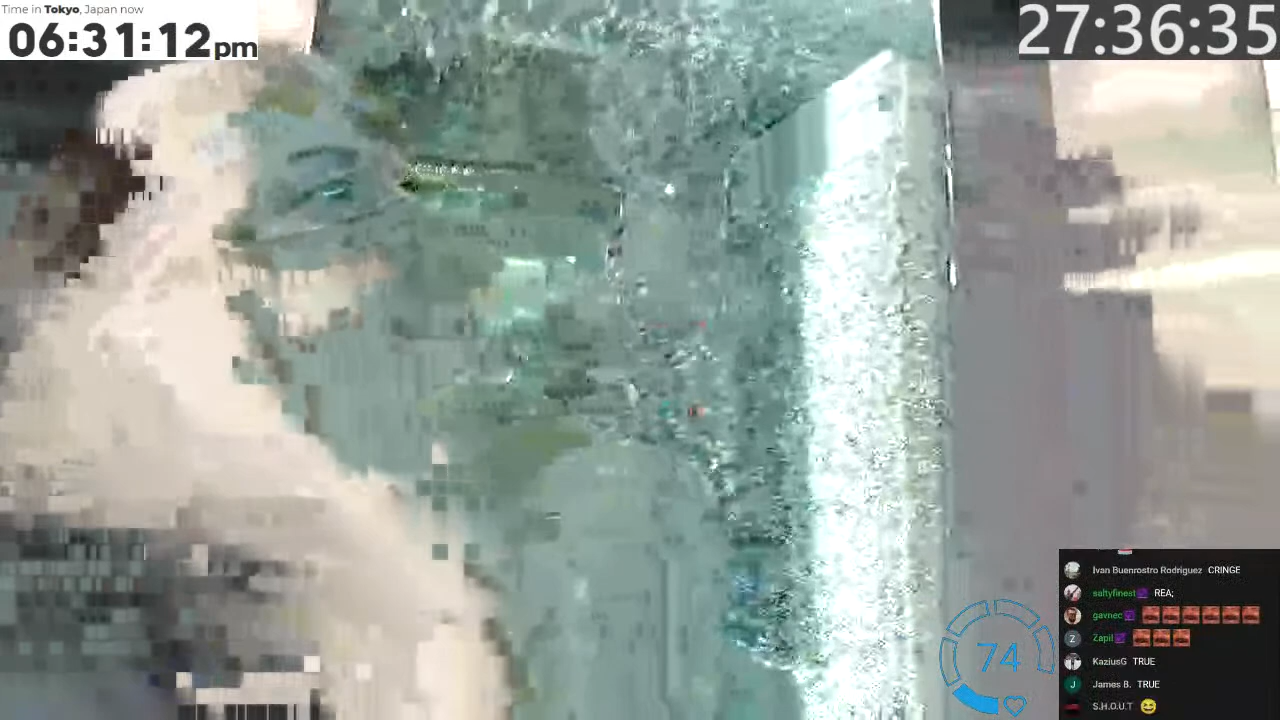 Time in Tokyo, Japan now
06:31:12pm
27:36:35
Ivan Buenrostro Rodriguez CRINGE
saltyfinest REA;
gavnec
Z Zapil
KaziusG TRUE
J James B. TRUE
S.H.O.U.T
74